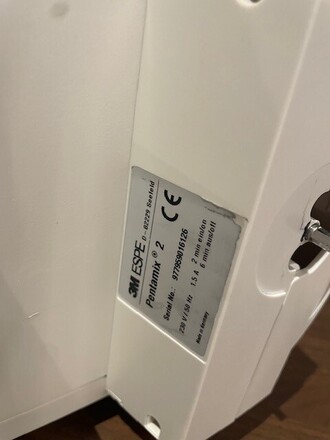 3M ESPE D - 82229 Seefeld
Pentamix® 2
CE
Serial No.: 977959016126
230 V / 50 Hz 1.5 A 2 min ein/on
6 min aus/off
Made in Germany